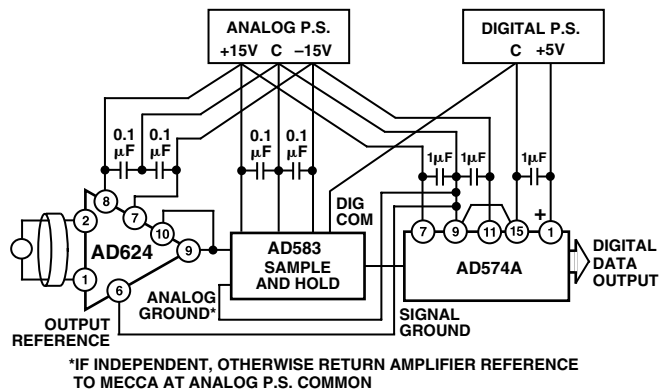 ANALOG P.S.
+15V C –15V
DIGITAL P.S.
C +5V
0.1 µF
0.1 µF
0.1 µF
0.1 µF
1µF
1µF
1µF
DIG COM
8
7
10
2
1
9
6
AD624
OUTPUT REFERENCE
AD583
SAMPLE AND HOLD
ANALOG GROUND*
7
9
11
15
+
1
AD574A
SIGNAL GROUND
DIGITAL DATA OUTPUT
*IF INDEPENDENT, OTHERWISE RETURN AMPLIFIER REFERENCE
TO MECCA AT ANALOG P.S. COMMON